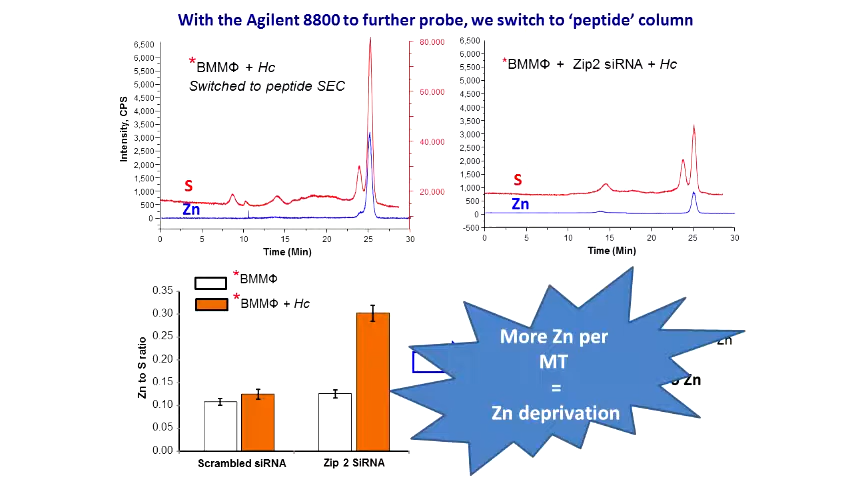 With the Agilent 8800 to further probe, we switch to ‘peptide’ column
Intensity, CPS
6,500
6,000
5,500
5,000
4,500
4,000
3,500
3,000
2,500
2,000
1,500
1,000
500
0
80,000
60,000
40,000
20,000
*BMMΦ + Hc
Switched to peptide SEC
S
Zn
0 5 10 15 20 25 30
Time (Min)
6,500
6,000
5,500
5,000
4,500
4,000
3,500
3,000
2,500
2,000
1,500
1,000
500
0
-500
*BMMΦ + Zip2 siRNA + Hc
S
Zn
0 5 10 15 20 25 30
Time (Min)
*BMMΦ
*BMMΦ + Hc
Zn to S ratio
0.35
0.30
0.25
0.20
0.15
0.10
0.05
0.00
Scrambled siRNA Zip 2 SiRNA
More Zn per
MT
=
Zn deprivation
Zn
Zn